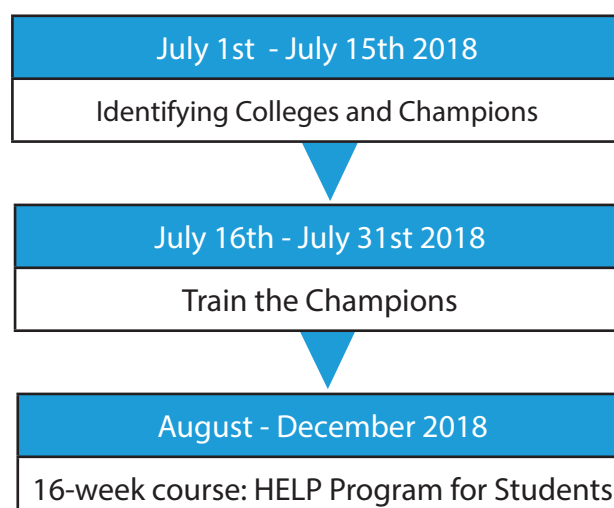 July 1st - July 15th 2018
Identifying Colleges and Champions
July 16th - July 31st 2018
Train the Champions
August - December 2018
16-week course: HELP Program for Students